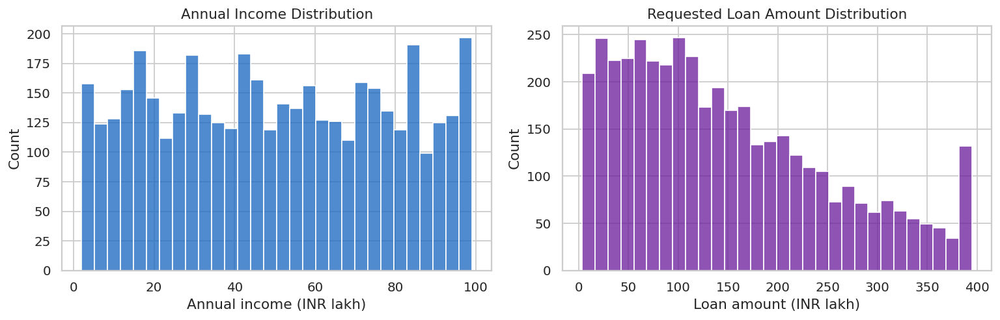 Annual Income Distribution
200
175
150
125
100
75
50
25
0
Count
0 20 40 60 80 100
Annual income (INR lakh)
Requested Loan Amount Distribution
250
200
150
100
50
0
Count
0 50 100 150 200 250 300 350 400
Loan amount (INR lakh)